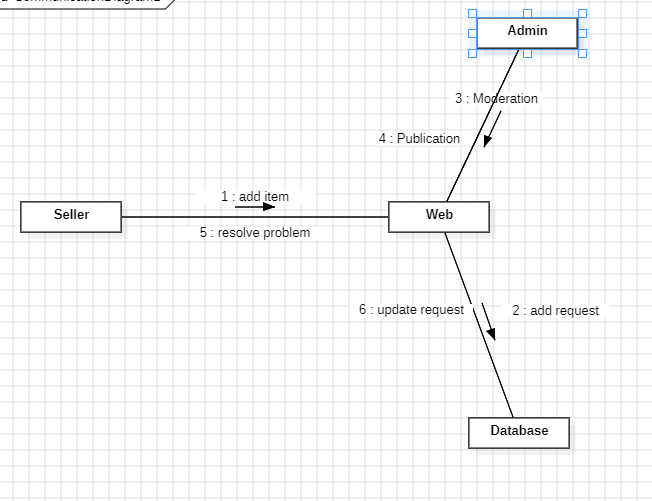 Admin
3 : Moderation
4 : Publication
1 : add item
Seller
Web
5 : resolve problem
6 : update request
2 : add request
Database